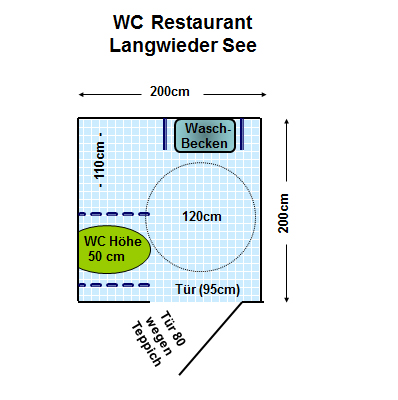 WC Restaurant
Langwieder See
200cm
Wasch-
Becken
- 110cm -
200cm
120cm
WC Höhe
50 cm
Tür (95cm)
Tür 80
wegen
Teppich